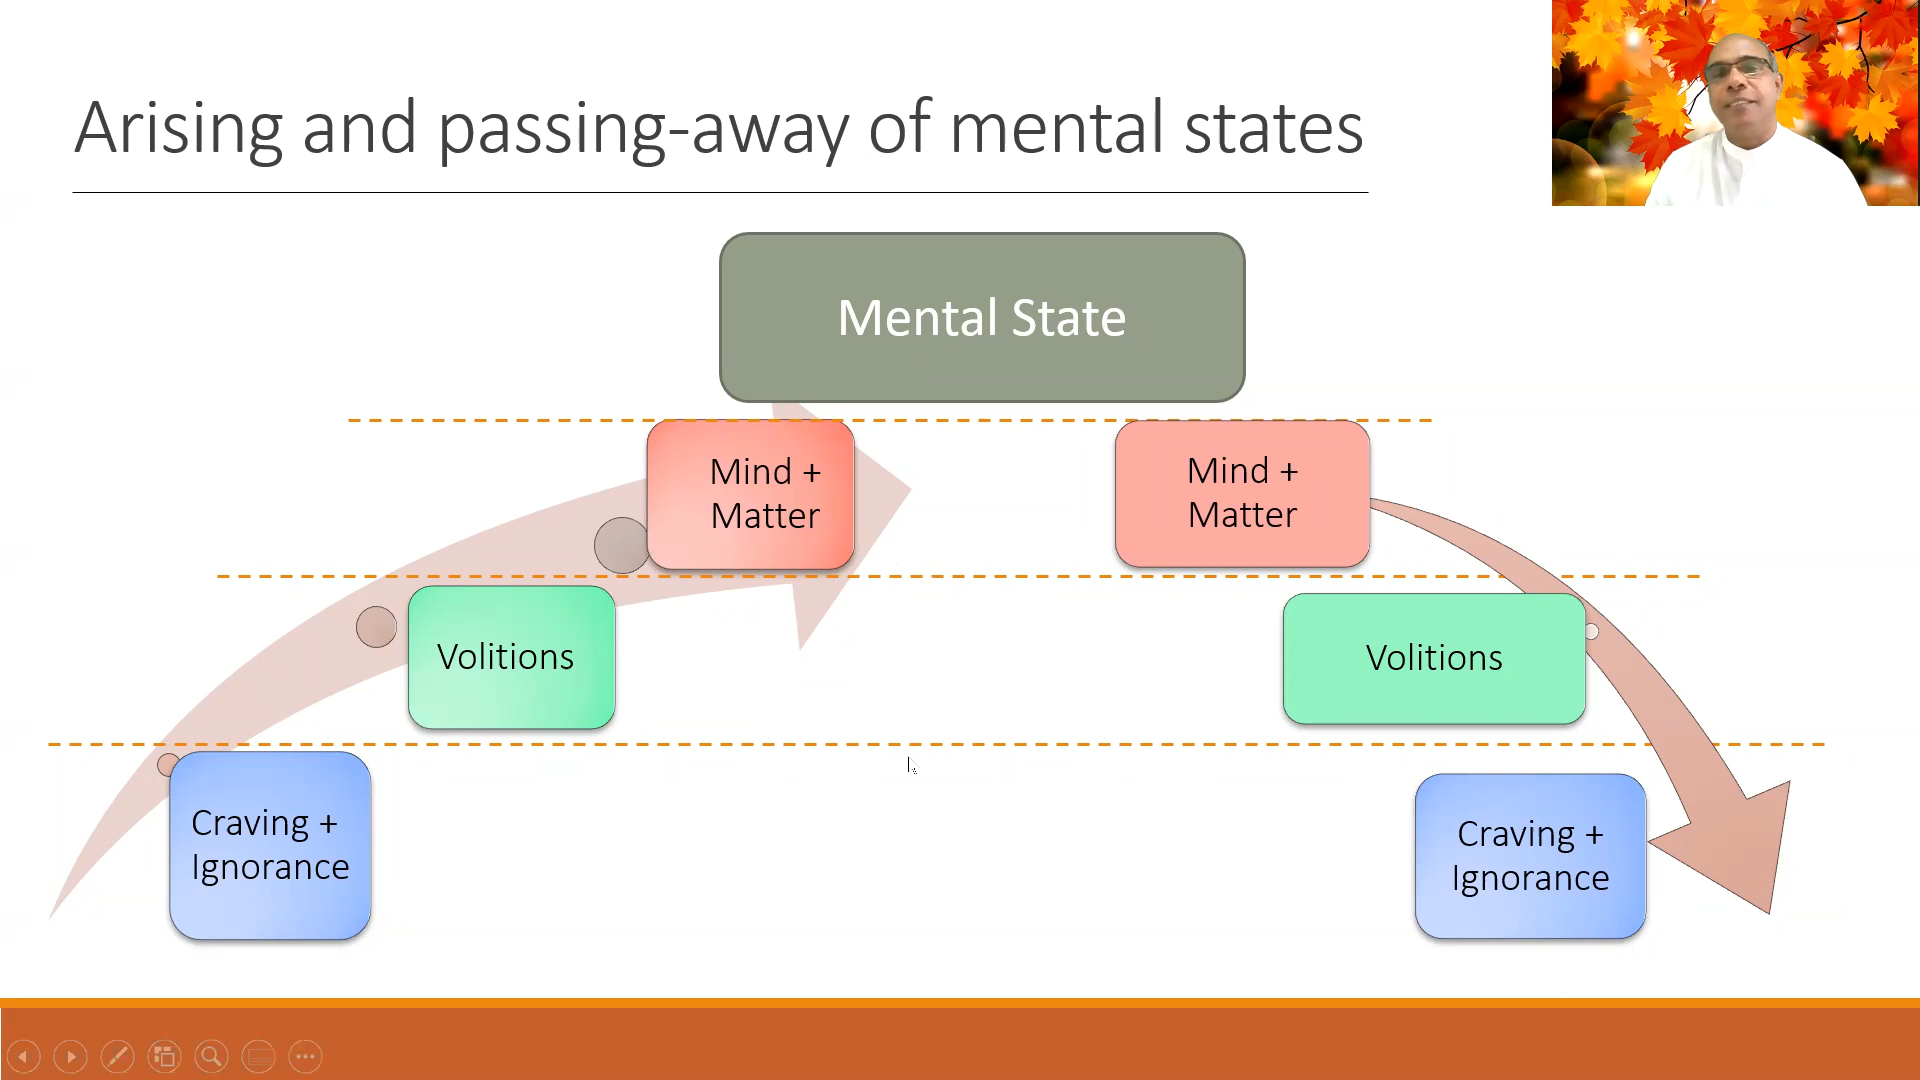 Arising and passing-away of mental states
Mental State
Mind +
Matter
Mind +
Matter
Volitions
Volitions
Craving +
Ignorance
Craving +
Ignorance